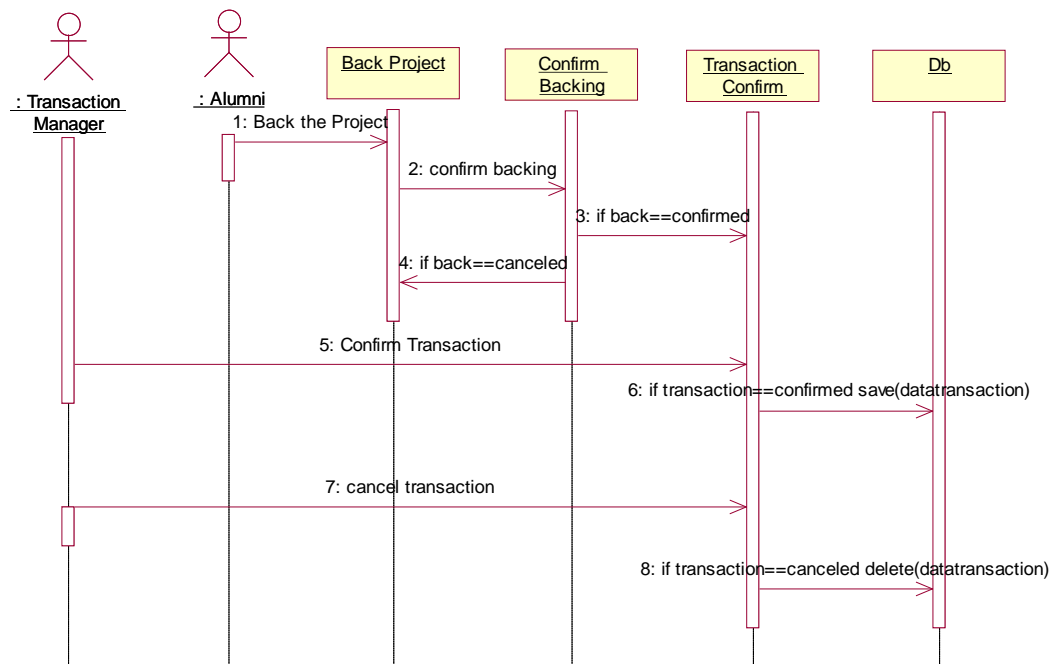 : Transaction
Manager
: Alumni
Back Project
Confirm
Backing
Transaction
Confirm
Db
1: Back the Project
2: confirm backing
3: if back==confirmed
4: if back==canceled
5: Confirm Transaction
6: if transaction==confirmed save(datatransaction)
7: cancel transaction
8: if transaction==canceled delete(datatransaction)